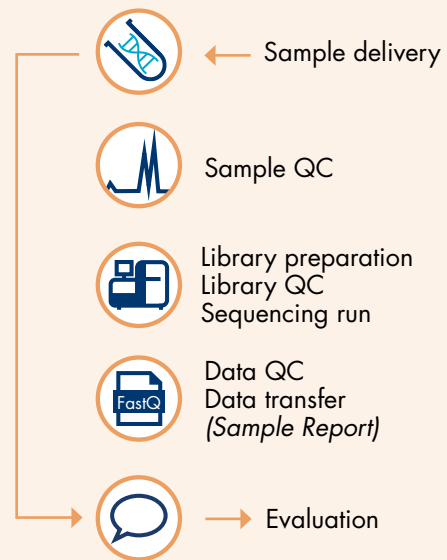 Sample delivery
Sample QC
Library preparation
Library QC
Sequencing run
FastQ
Data QC
Data transfer
(Sample Report)
Evaluation